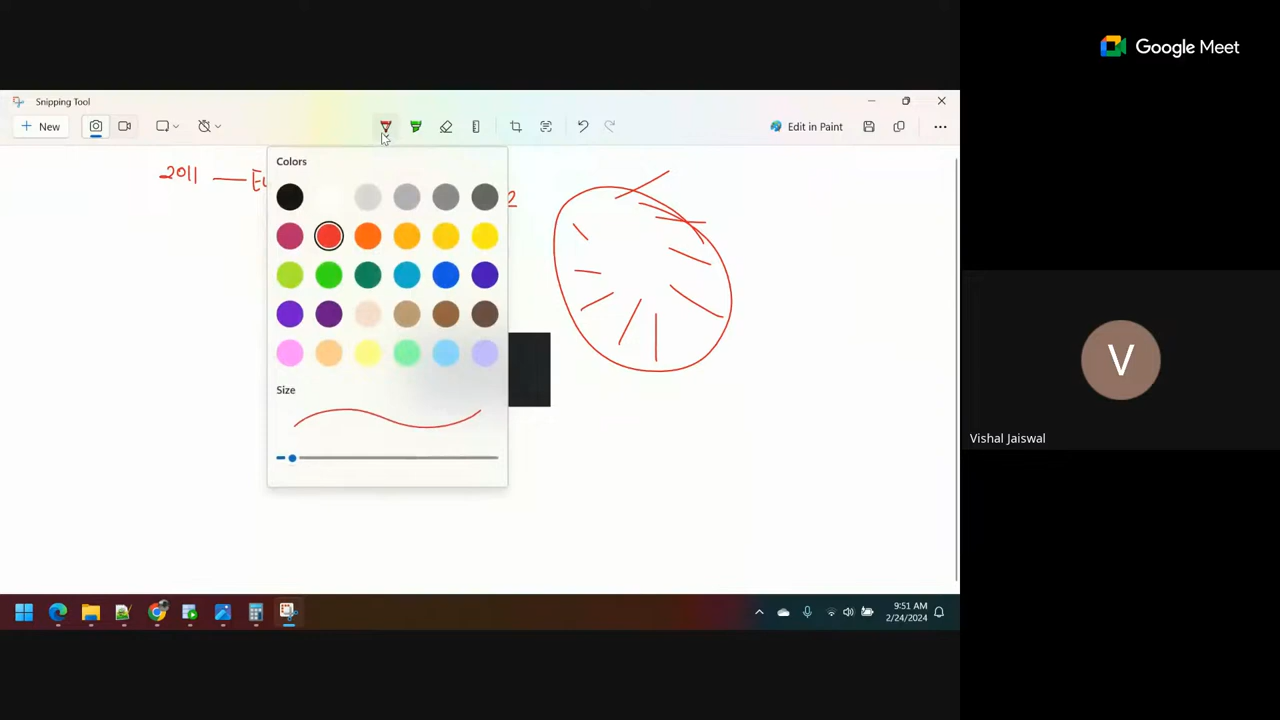 Google Meet
Snipping Tool
New
Edit in Paint
Colors
2011
2
Size
V
Vishal Jaiswal
9:51 AM
2/24/2024